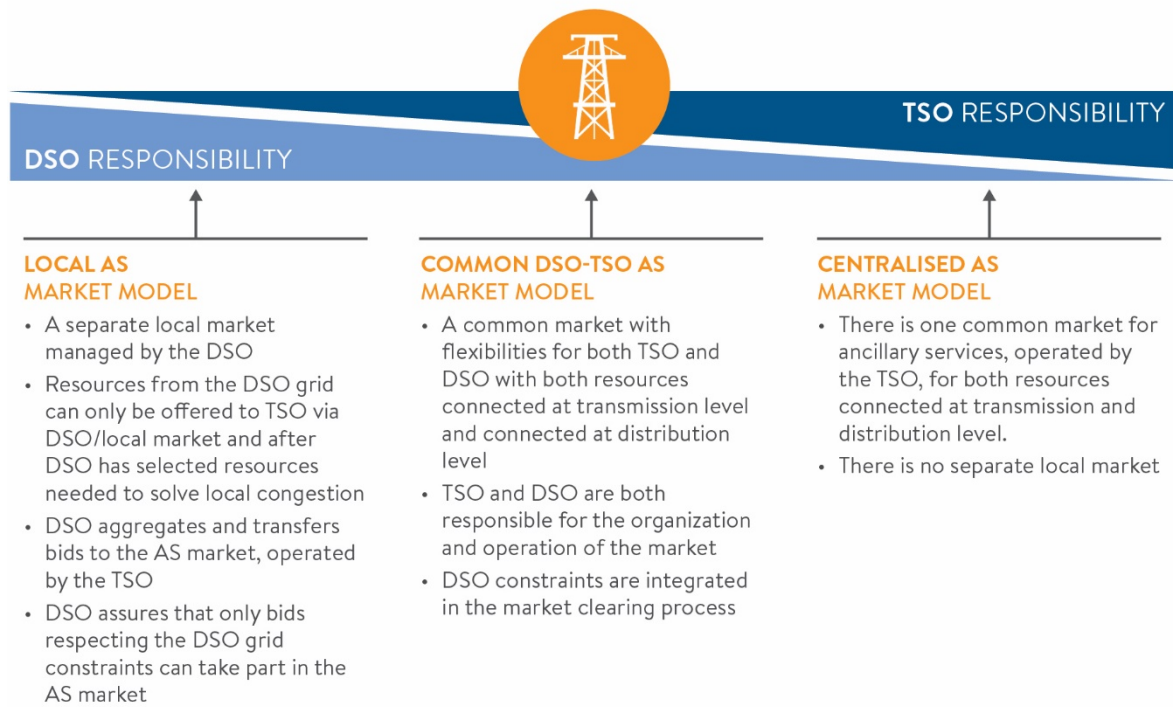 TSO RESPONSIBILITY
DSO RESPONSIBILITY
LOCAL AS
MARKET MODEL
• A separate local market
managed by the DSO
• Resources from the DSO grid
can only be offered to TSO via
DSO/local market and after
DSO has selected resources
needed to solve local congestion
• DSO aggregates and transfers
bids to the AS market, operated
by the TSO
• DSO assures that only bids
respecting the DSO grid
constraints can take part in the
AS market
COMMON DSO-TSO AS
MARKET MODEL
• A common market with
flexibilities for both TSO and
DSO with both resources
connected at transmission level
and connected at distribution
level
• TSO and DSO are both
responsible for the organization
and operation of the market
• DSO constraints are integrated
in the market clearing process
CENTRALISED AS
MARKET MODEL
• There is one common market for
ancillary services, operated by
the TSO, for both resources
connected at transmission and
distribution level.
• There is no separate local market